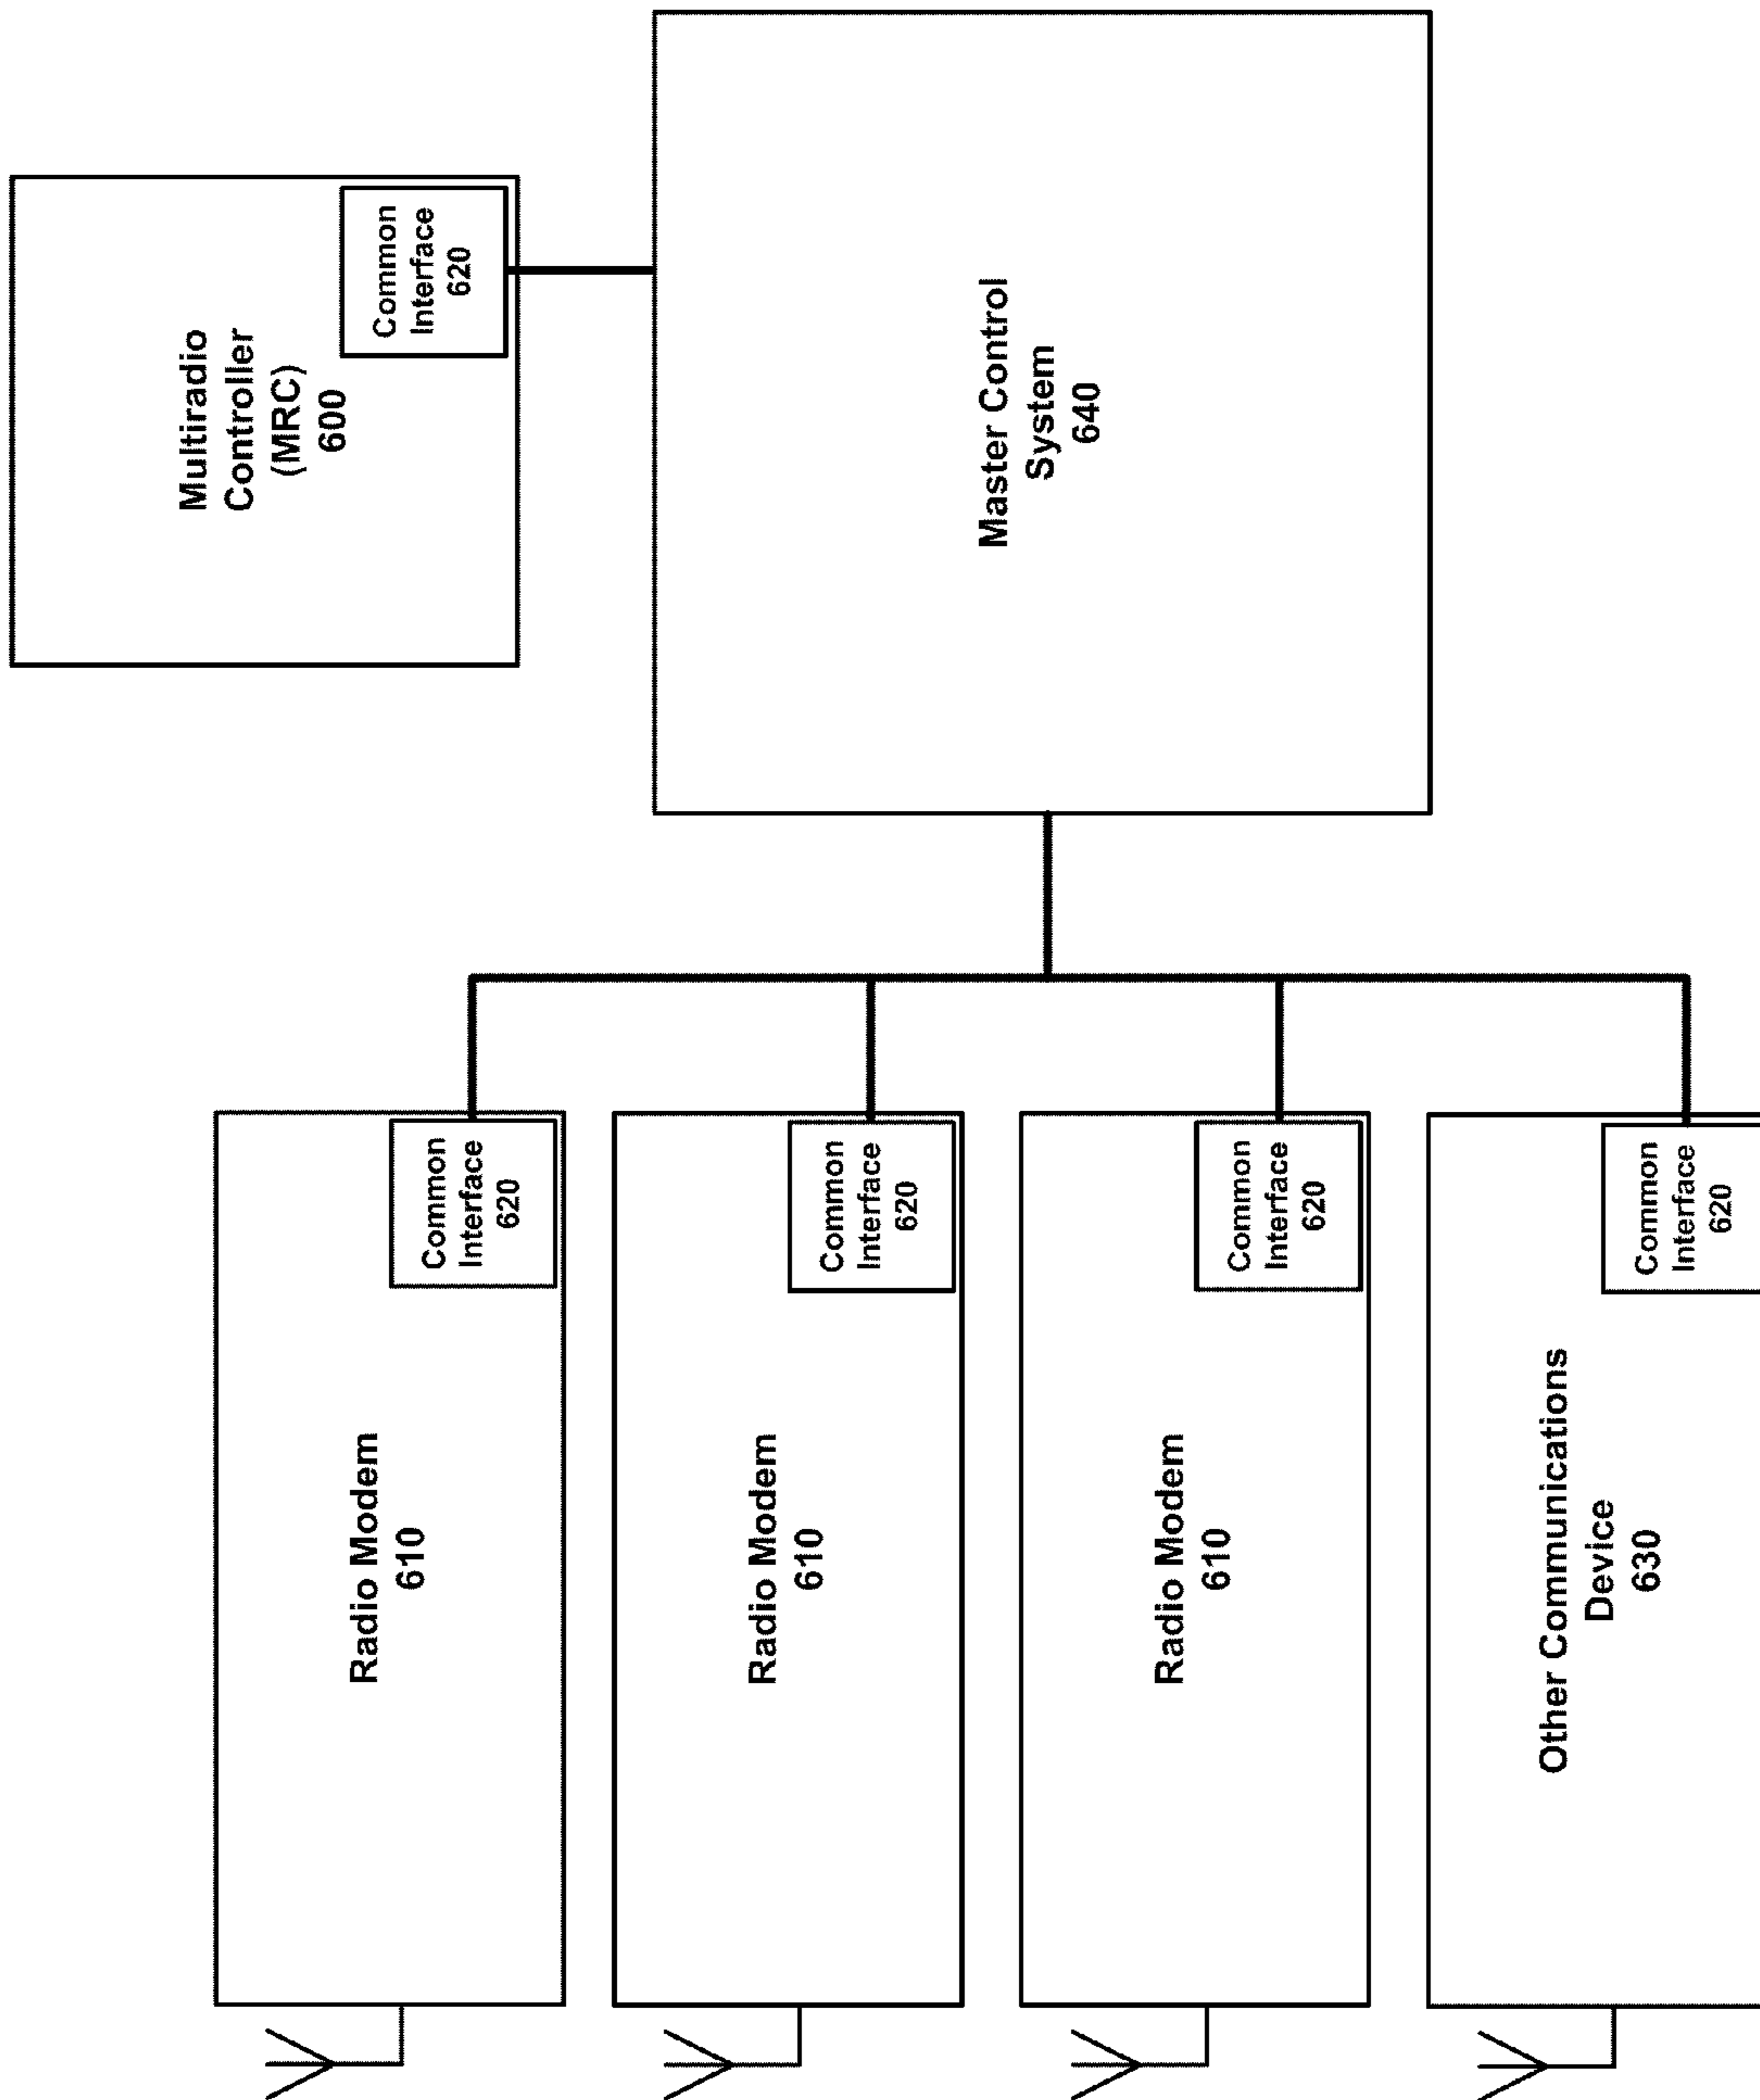 Multiradio
Controller
(MRC)
600
Common
Interface
620
Master Control
System
640
Radio Modem
610
Common
Interface
620
Radio Modem
610
Common
Interface
620
Radio Modem
610
Common
Interface
620
Other Communications
Device
630
Common
Interface
620